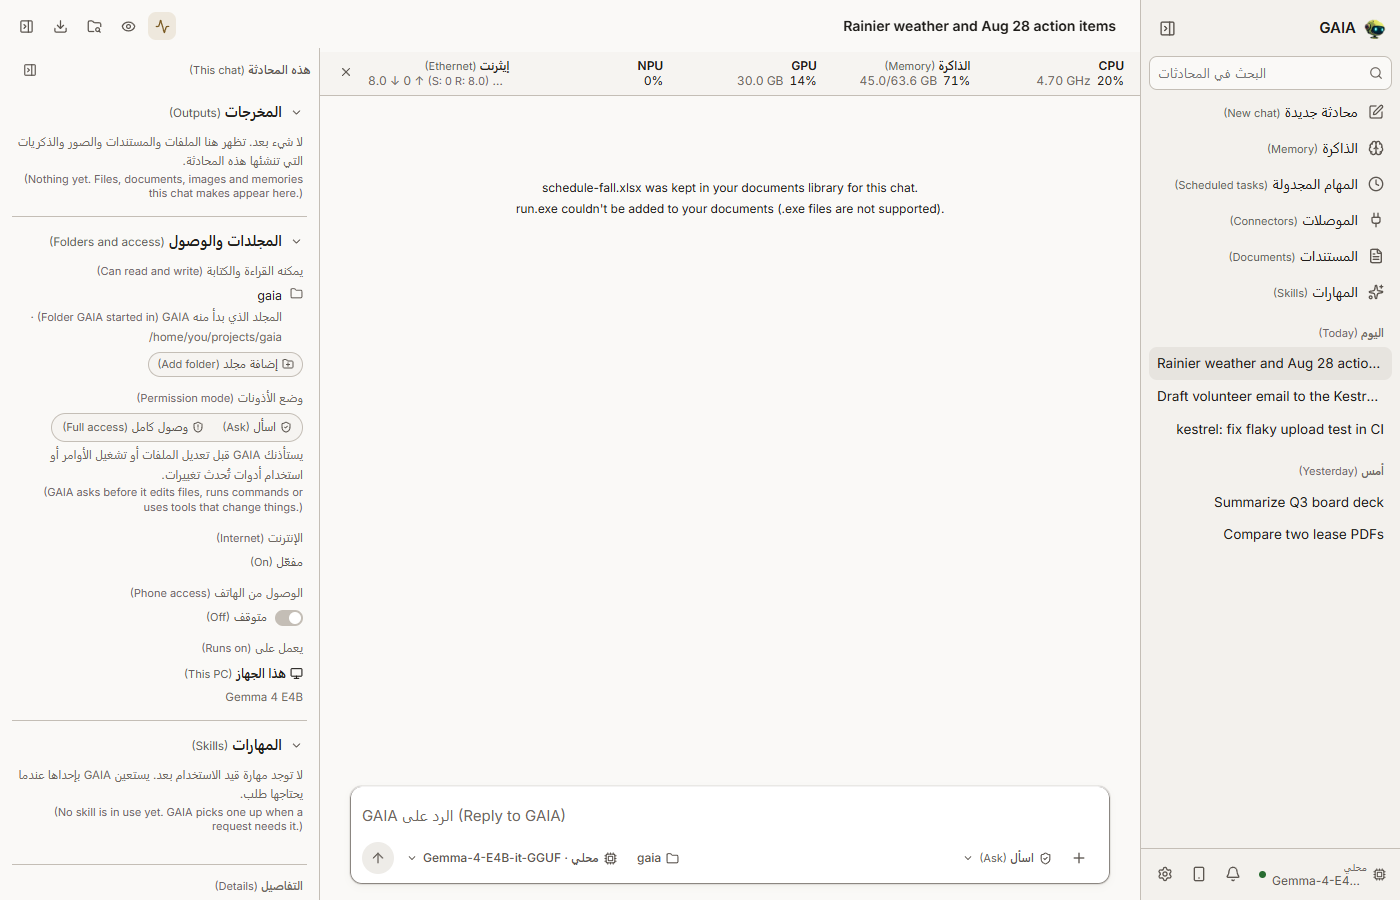 GAIA
البحث في المحادثات
محادثة جديدة (New chat)
الذاكرة (Memory)
المهام المجدولة (Scheduled tasks)
الموصلات (Connectors)
المستندات (Documents)
المهارات (Skills)
اليوم (Today)
Rainier weather and Aug 28 actio...
Draft volunteer email to the Kestr...
kestrel: fix flaky upload test in CI
أمس (Yesterday)
Summarize Q3 board deck
Compare two lease PDFs
محلي
Gemma-4-E4...
Rainier weather and Aug 28 action items
CPU
20% 4.70 GHz
الذاكرة (Memory)
71% 45.0/63.6 GB
GPU
14% 30.0 GB
NPU
0%
إيثرنت (Ethernet)
8.0 ↓ 0 ↑ (S: 0 R: 8.0) ...
schedule-fall.xlsx was kept in your documents library for this chat.
run.exe couldn't be added to your documents (.exe files are not supported).
الرد على GAIA (Reply to GAIA)
اسأل (Ask)
gaia
محلي · Gemma-4-E4B-it-GGUF
هذه المحادثة (This chat)
المخرجات (Outputs)
لا شيء بعد. تظهر هنا الملفات والمستندات والصور والذكريات
التي تنشئها هذه المحادثة.
(Nothing yet. Files, documents, images and memories
this chat makes appear here.)
المجلدات والوصول (Folders and access)
يمكنه القراءة والكتابة (Can read and write)
gaia
المجلد الذي بدأ منه GAIA (Folder GAIA started in) ·
/home/you/projects/gaia
إضافة مجلد (Add folder)
وضع الأذونات (Permission mode)
اسأل (Ask)
وصول كامل (Full access)
يستأذنك GAIA قبل تعديل الملفات أو تشغيل الأوامر أو
استخدام أدوات تُحدث تغييرات.
(GAIA asks before it edits files, runs commands or
uses tools that change things.)
الإنترنت (Internet)
مفعّل (On)
الوصول من الهاتف (Phone access)
متوقف (Off)
يعمل على (Runs on)
هذا الجهاز (This PC)
Gemma 4 E4B
المهارات (Skills)
لا توجد مهارة قيد الاستخدام بعد. يستعين GAIA بإحداها عندما
يحتاجها طلب.
(No skill is in use yet. GAIA picks one up when a
request needs it.)
التفاصيل (Details)